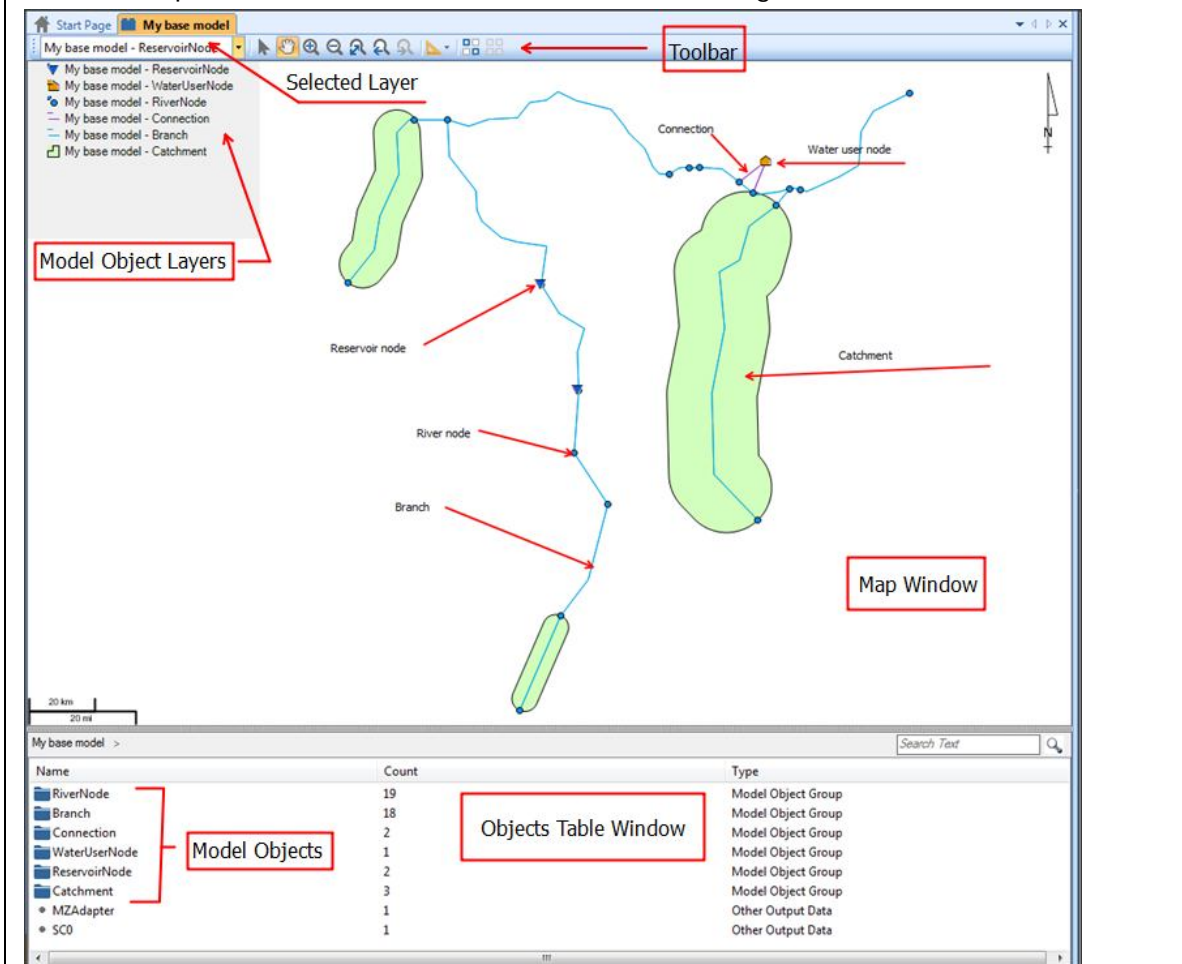 Start Page My base model
My base model - ReservoirNode
Toolbar
My base model - ReservoirNode
My base model - WaterUserNode
My base model - RiverNode
My base model - Connection
My base model - Branch
My base model - Catchment
Selected Layer
Model Object Layers
Connection
Water user node
N
Reservoir node
Catchment
River node
Branch
Map Window
20 km
20 mi
My base model > Search Text
Name Count Type
RiverNode 19 Model Object Group
Branch 18 Model Object Group
Connection 2 Model Object Group
WaterUserNode 1 Model Object Group
ReservoirNode 2 Model Object Group
Catchment 3 Model Object Group
MZAdapter 1 Other Output Data
SC0 1 Other Output Data
Model Objects
Objects Table Window